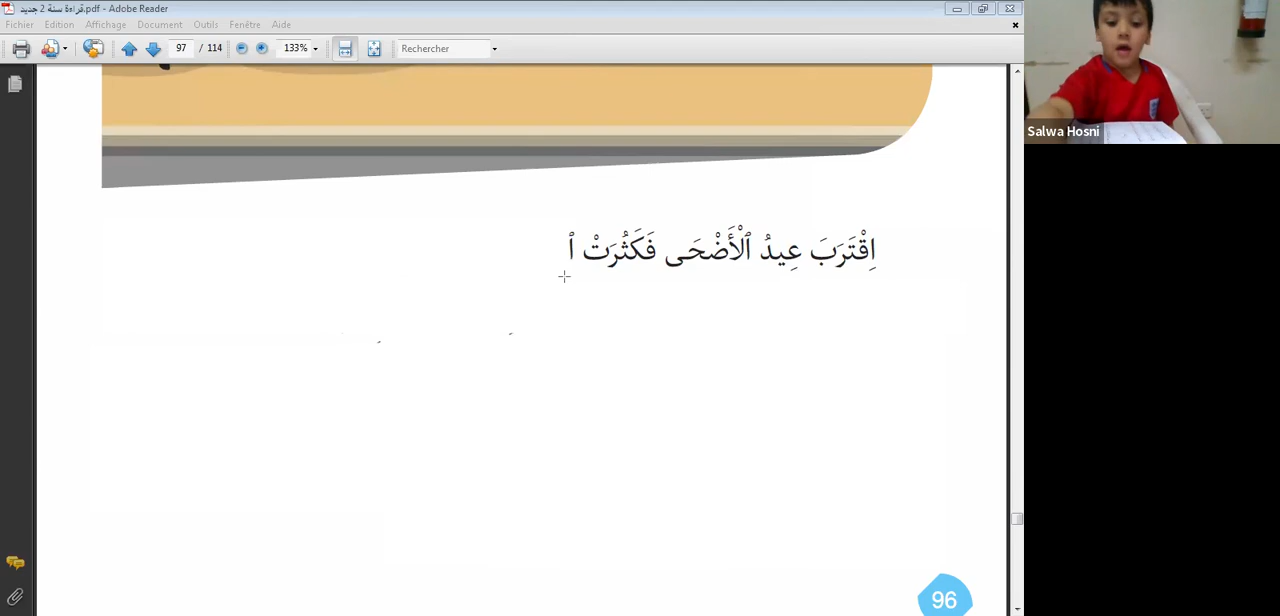 قراءة سنة 2 جديد.pdf - Adobe Reader
Fichier Edition Affichage Document Outils Fenêtre Aide
97 / 114 133% Rechercher
Salwa Hosni
اِقْتَرَبَ عِيدُ ٱلْأَضْحَى فَكَثُرَتْ ٱ
96